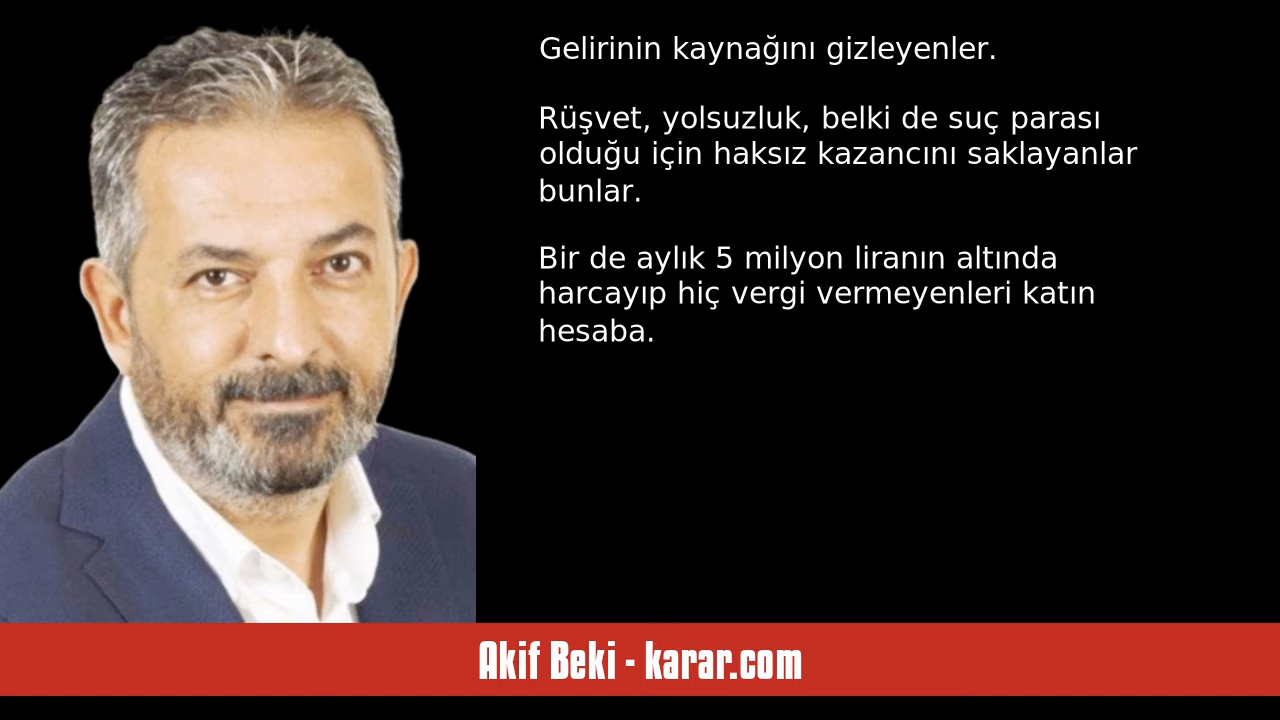 Gelirinin kaynağını gizleyenler.
Rüşvet, yolsuzluk, belki de suç parası
olduğu için haksız kazancını saklayanlar
bunlar.
Bir de aylık 5 milyon liranın altında
harcayıp hiç vergi vermeyenleri katın
hesaba.
Akif Beki - karar.com